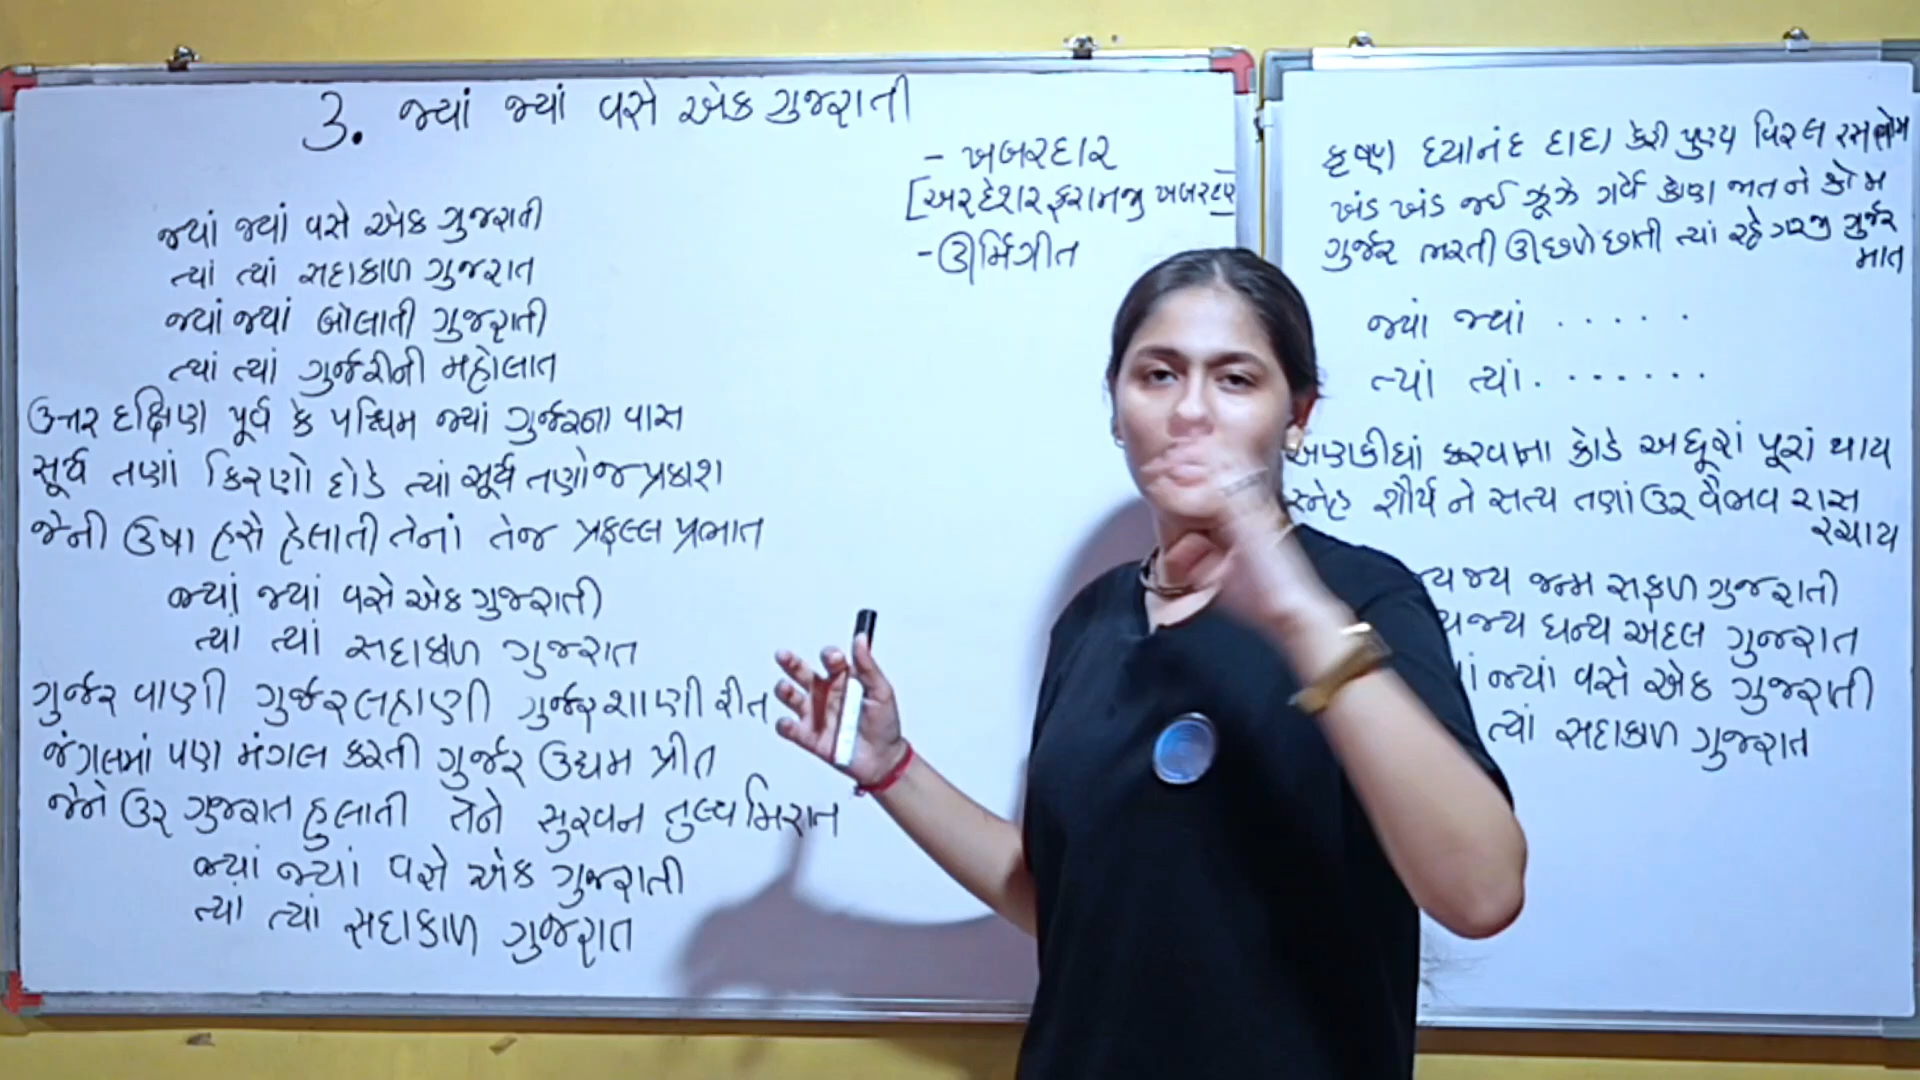 ૩. જ્યાં જ્યાં વસે એક ગુજરાતી
- ખબરદાર
[અરદેશર ફરામજી ખબરદાર
- ઊર્મિગીત
જ્યાં જ્યાં વસે એક ગુજરાતી
ત્યાં ત્યાં સદાકાળ ગુજરાત
જ્યાં જ્યાં બોલાતી ગુજરાતી
ત્યાં ત્યાં ગુર્જરીની મહોલાત
ઉત્તર દક્ષિણ પૂર્વ કે પશ્ચિમ જ્યાં ગુર્જરના વાસ
સૂર્ય તણાં કિરણો દોડે ત્યાં સૂર્ય તણોજ પ્રકાશ
જેની ઉષા હસે હેલાતી તેનાં તેજ પ્રફુલ્લ પ્રભાત
જ્યાં જ્યાં વસે એક ગુજરાતી
ત્યાં ત્યાં સદાકાળ ગુજરાત
ગુર્જર વાણી ગુર્જર લહાણી ગુર્જર શાણી રીત
જંગલમાં પણ મંગલ કરતી ગુર્જર ઉદ્યમ પ્રીત
જેને ઉર ગુજરાત હુલાતી તેને સુરવન તુલ્ય મિરાત
જ્યાં જ્યાં વસે એક ગુજરાતી
ત્યાં ત્યાં સદાકાળ ગુજરાત
કૃષ્ણ દયાનંદ દાદા કેરી પુણ્ય વિરલ
ખંડ ખંડ જઈ ઝૂઝે ગર્વે કોણ જાત ને કોમ
ગુર્જર ભરતી ઊછળે છાતી ત્યાં રહે ગરજી ગુર્જર
માત
જ્યાં જ્યાં . . . . .
ત્યાં ત્યાં. . . . . . .
અણકીધાં કરવાના કોડે અધૂરાં પૂરાં થાય
સ્નેહ શૌર્ય ને સત્ય તણાં ઉર વૈભવ રાસ
રચાય
જય જન્મ સફળ ગુજરાતી
જય ધન્ય અદલ ગુજરાત
જ્યાં વસે એક ગુજરાતી
ત્યાં સદાકાળ ગુજરાત